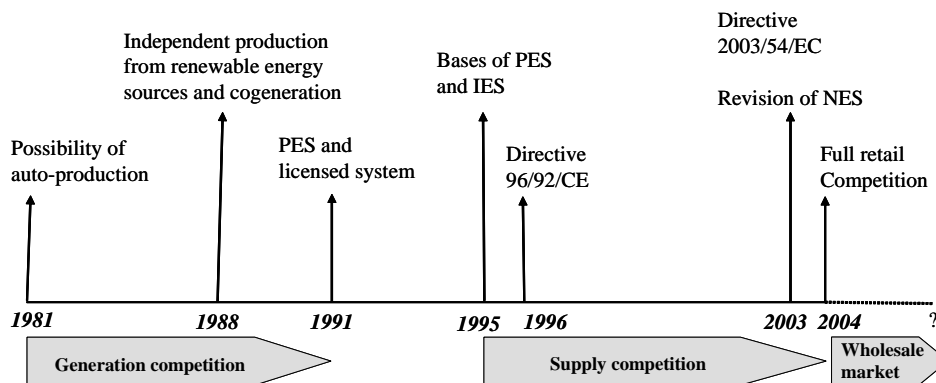 Directive
2003/54/EC
Independent production
from renewable energy
sources and cogeneration
Bases of PES
and IES
Revision of NES
Possibility of
auto-production
PES and
licensed system
Directive
96/92/CE
Full retail
Competition
1981
1988
1991
1995
1996
2003
2004
?
Generation competition
Supply competition
Wholesale
market